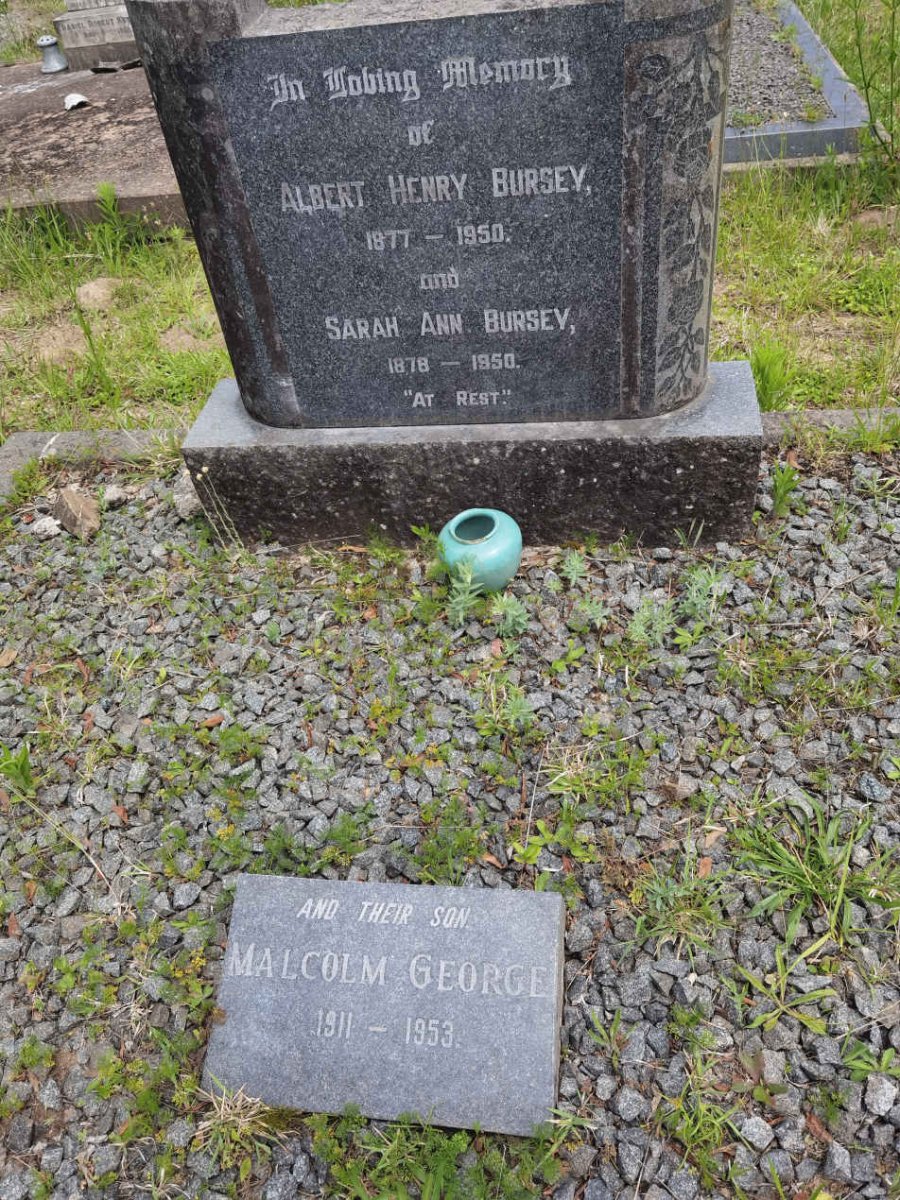 In Loving Memory
of
ALBERT HENRY BURSEY,
1877 – 1950.
and
SARAH ANN BURSEY,
1878 – 1950.
"AT REST."
AND THEIR SON
MALCOLM GEORGE
1911 – 1953.